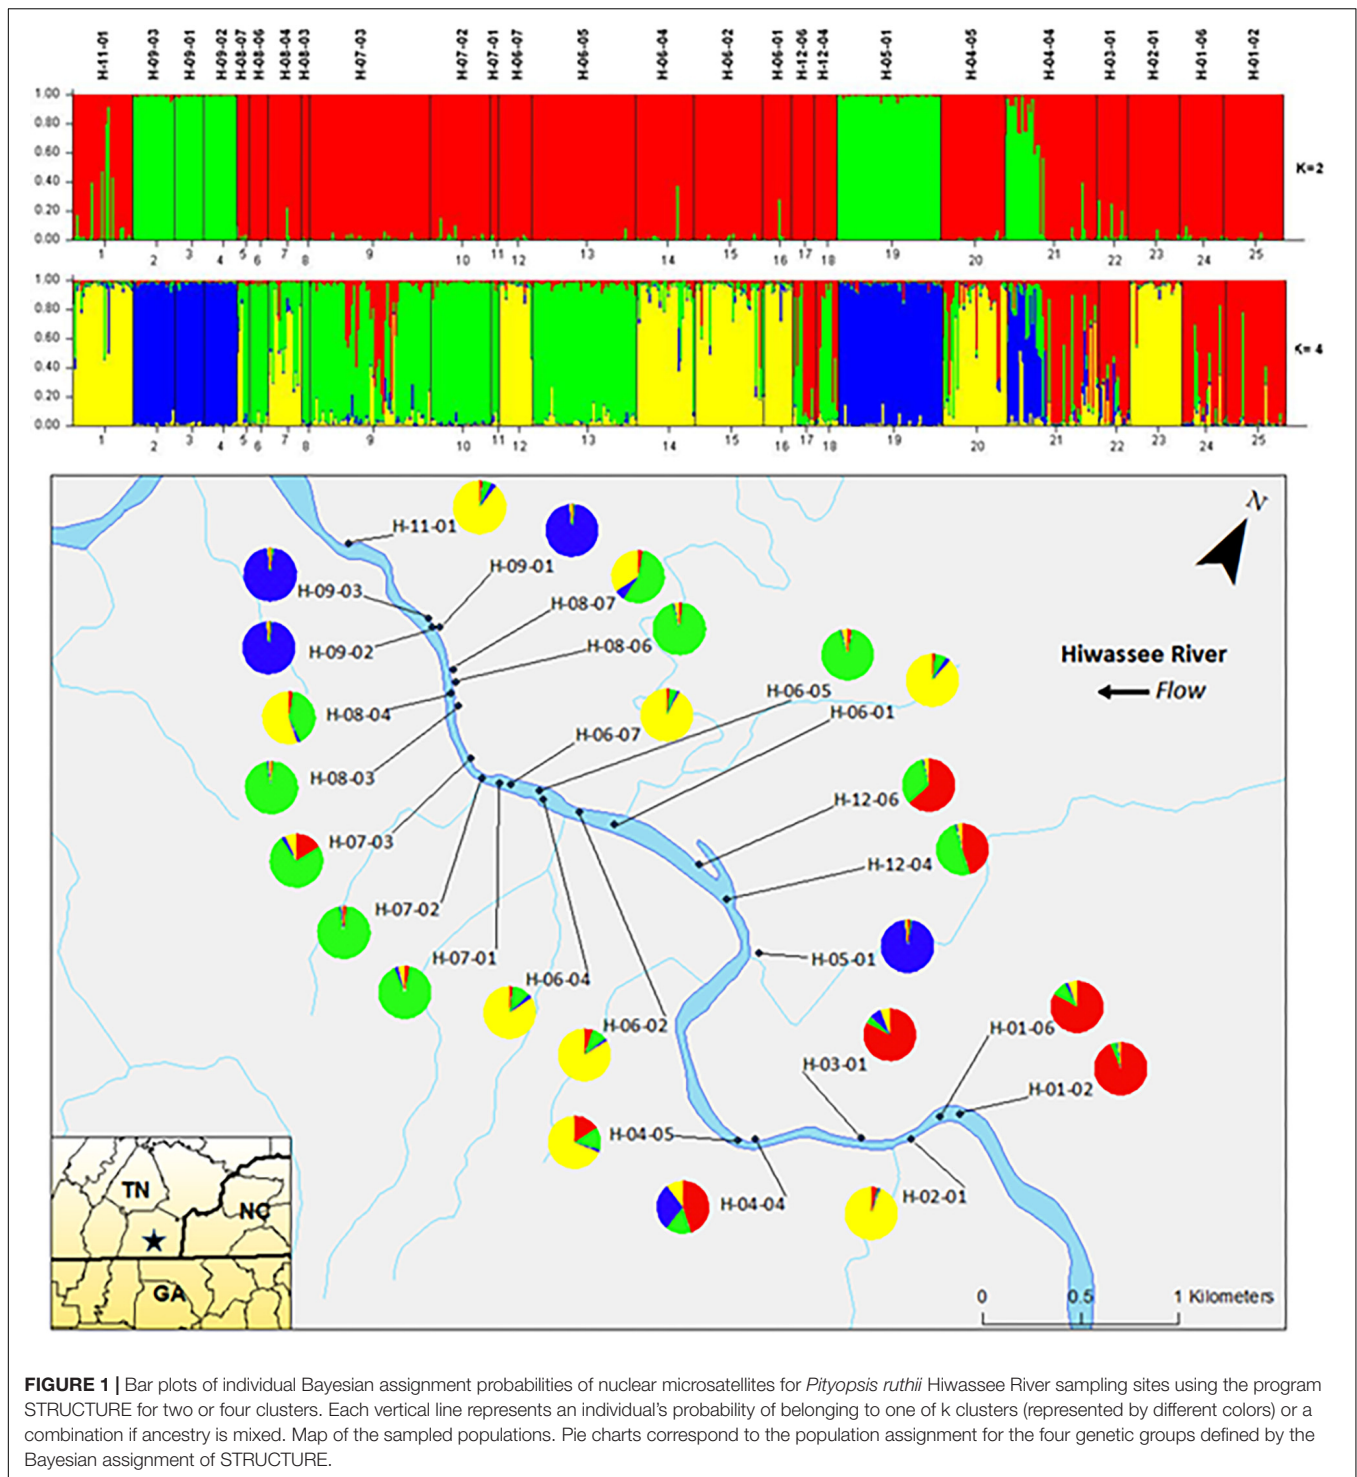 H-11-01 H-09-03 H-09-01 H-09-02 H-08-07 H-08-06 H-08-04 H-08-03 H-07-03 H-07-02 H-07-01 H-06-07 H-06-05 H-06-04 H-06-02 H-06-01 H-12-06 H-12-04 H-05-01 H-04-05 H-04-04 H-03-01 H-02-01 H-01-06 H-01-02
1.00
0.80
0.60
0.40
0.20
0.00
K=2
1 2 3 4 5 6 7 8 9 10 11 12 13 14 15 16 17 18 19 20 21 22 23 24 25
1.00
0.80
0.60
0.40
0.20
0.00
K=4
1 2 3 4 5 6 7 8 9 10 11 12 13 14 15 16 17 18 19 20 21 22 23 24 25
N
H-11-01
H-09-01
H-09-03
H-08-07
H-09-02
H-08-06
H-08-04
H-06-05
H-06-01
H-06-07
H-08-03
H-12-06
H-07-03
H-12-04
H-07-02
H-07-01
H-05-01
H-06-04
H-06-02
H-01-06
H-03-01
H-01-02
H-04-05
H-04-04
H-02-01
Hiwassee River
Flow
TN
NC
GA
0 0.5 1 Kilometers
FIGURE 1 | Bar plots of individual Bayesian assignment probabilities of nuclear microsatellites for Pityopsis ruthii Hiwassee River sampling sites using the program
STRUCTURE for two or four clusters. Each vertical line represents an individual's probability of belonging to one of k clusters (represented by different colors) or a
combination if ancestry is mixed. Map of the sampled populations. Pie charts correspond to the population assignment for the four genetic groups defined by the
Bayesian assignment of STRUCTURE.